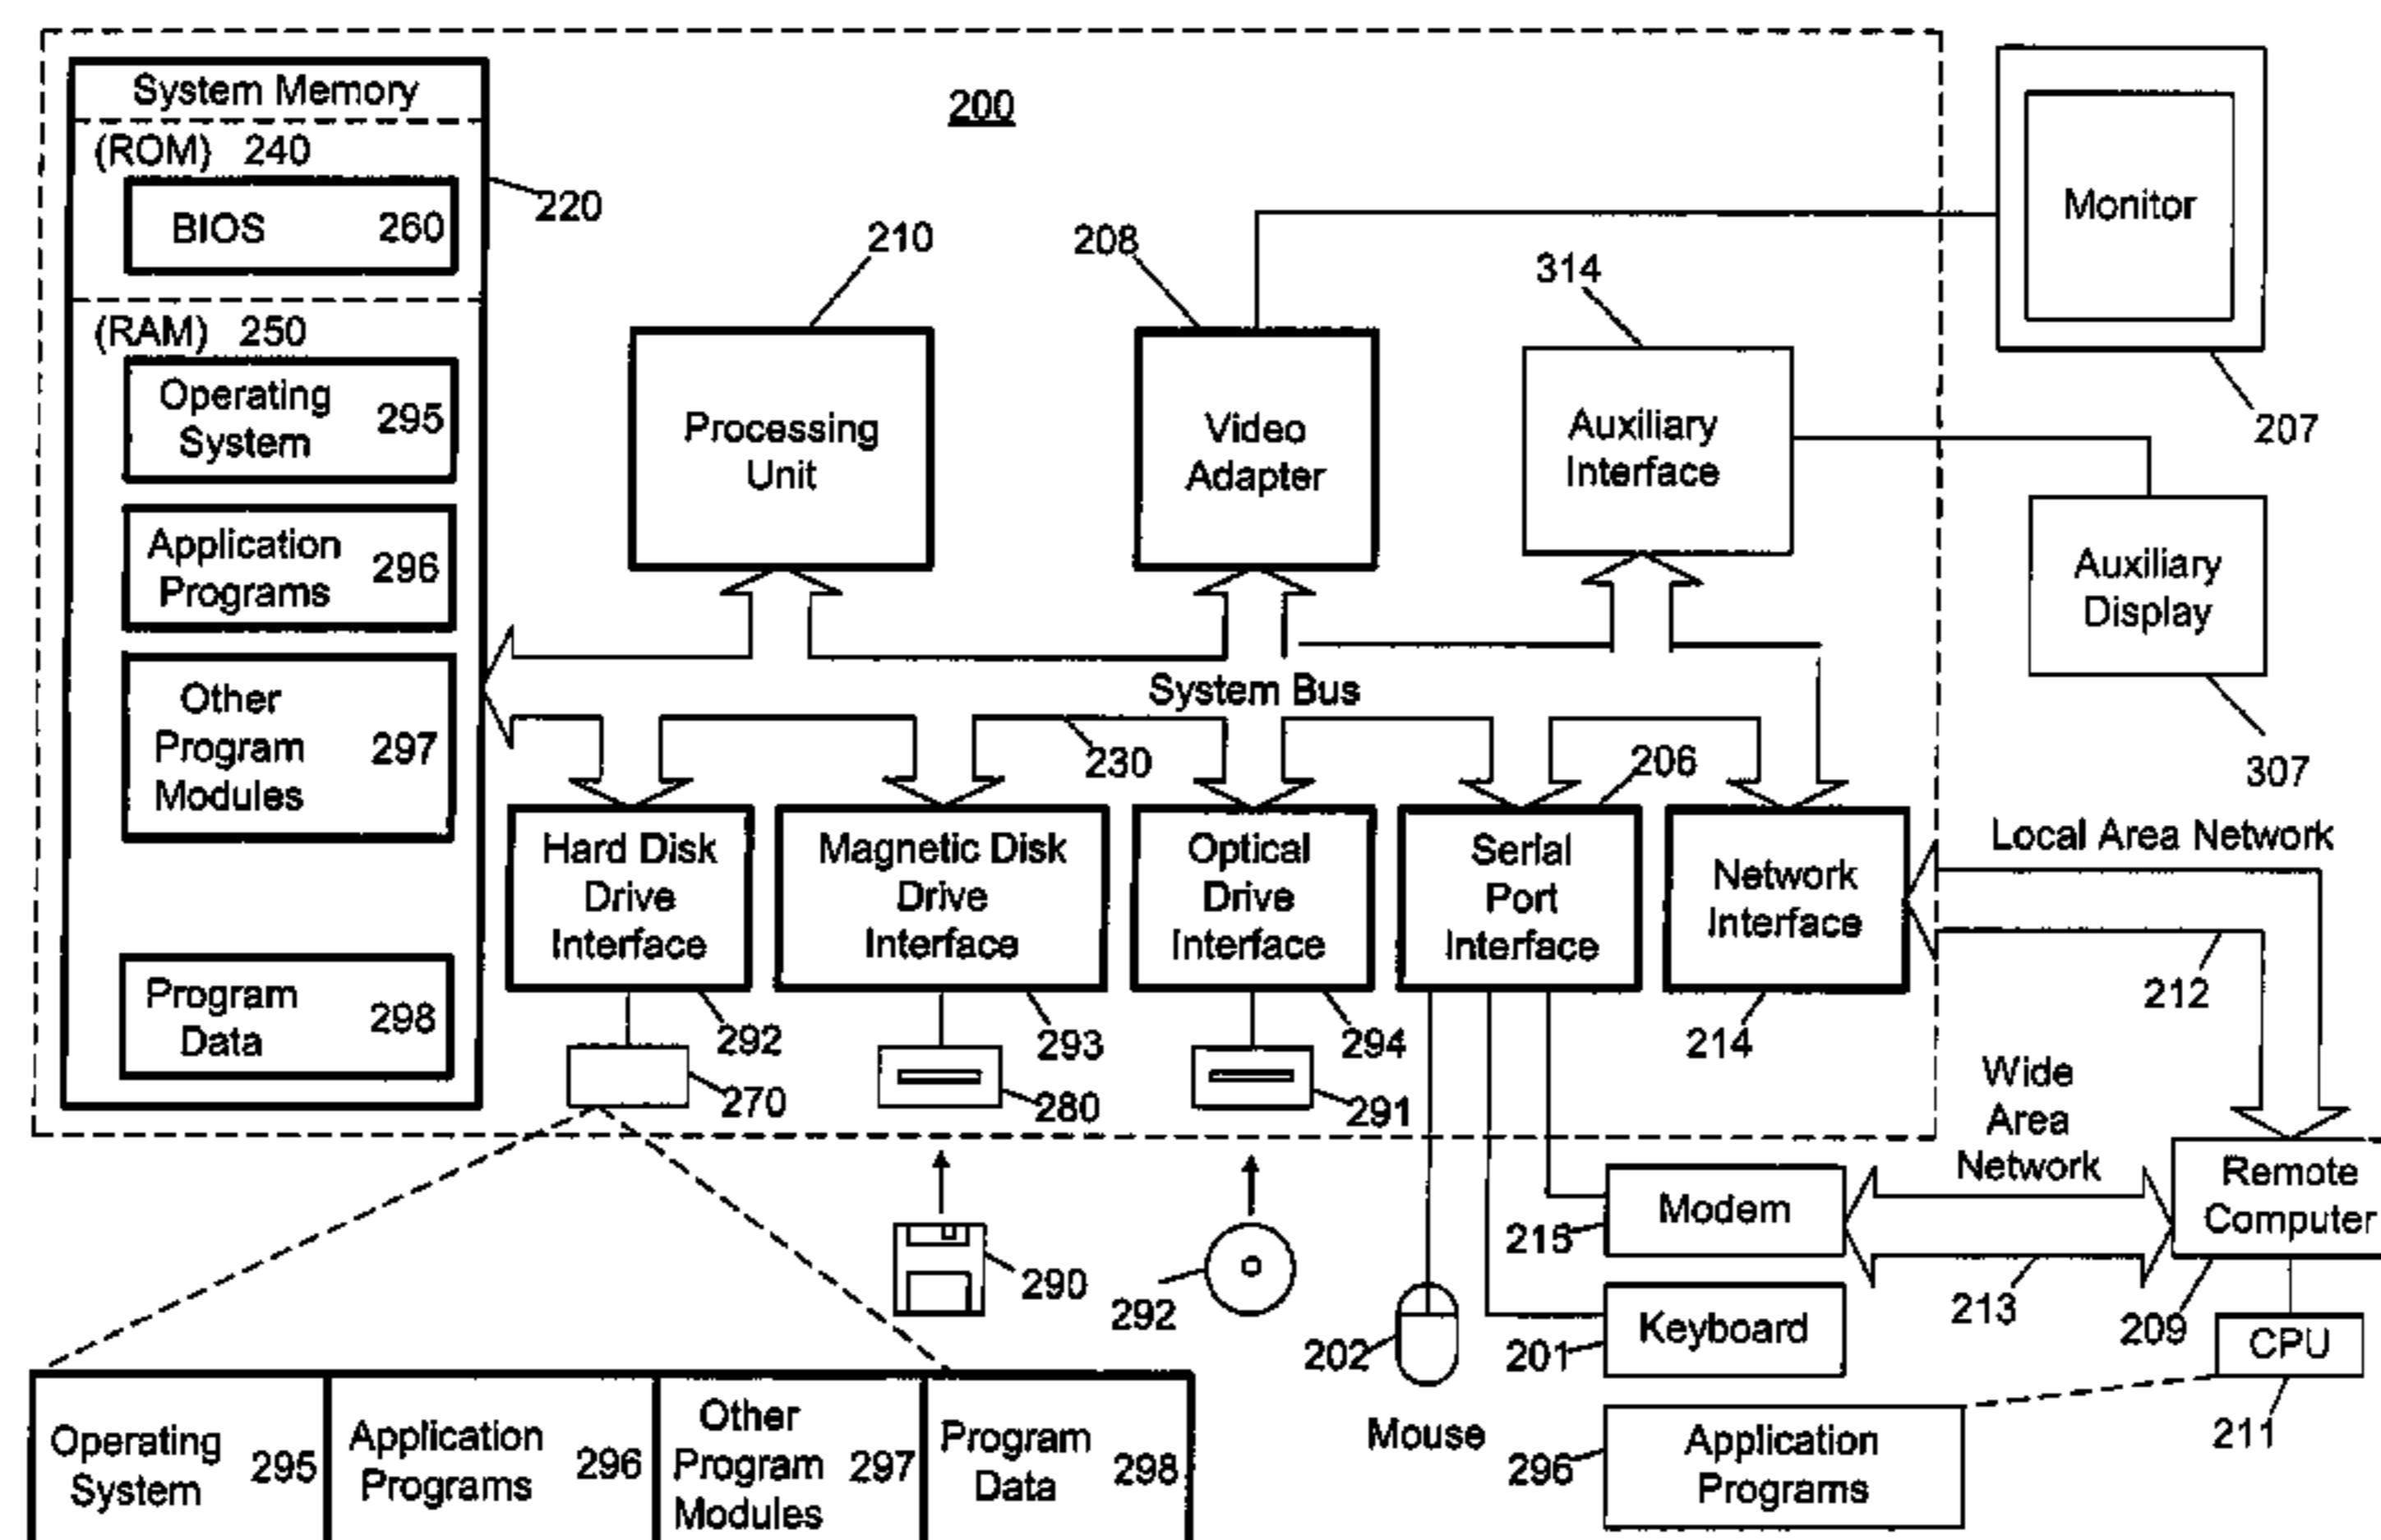 200
System Memory
(ROM) 240
BIOS 260
220
(RAM) 250
Operating
System
295
Application
Programs
296
Other
Program
Modules
297
Program
Data
298
210
Processing
Unit
208
Video
Adapter
314
Auxiliary
Interface
Monitor
207
Auxiliary
Display
307
System Bus
230
206
Hard Disk
Drive
Interface
Magnetic Disk
Drive
Interface
Optical
Drive
Interface
Serial
Port
Interface
Network
Interface
Local Area Network
212
292
293
294
214
270
280
291
Wide
Area
Network
Remote
Computer
Modem
215
290
292
213
209
Keyboard
201
202
Mouse
CPU
211
296
Application
Programs
Operating
System
295
Application
Programs
296
Other
Program
Modules
297
Program
Data
298